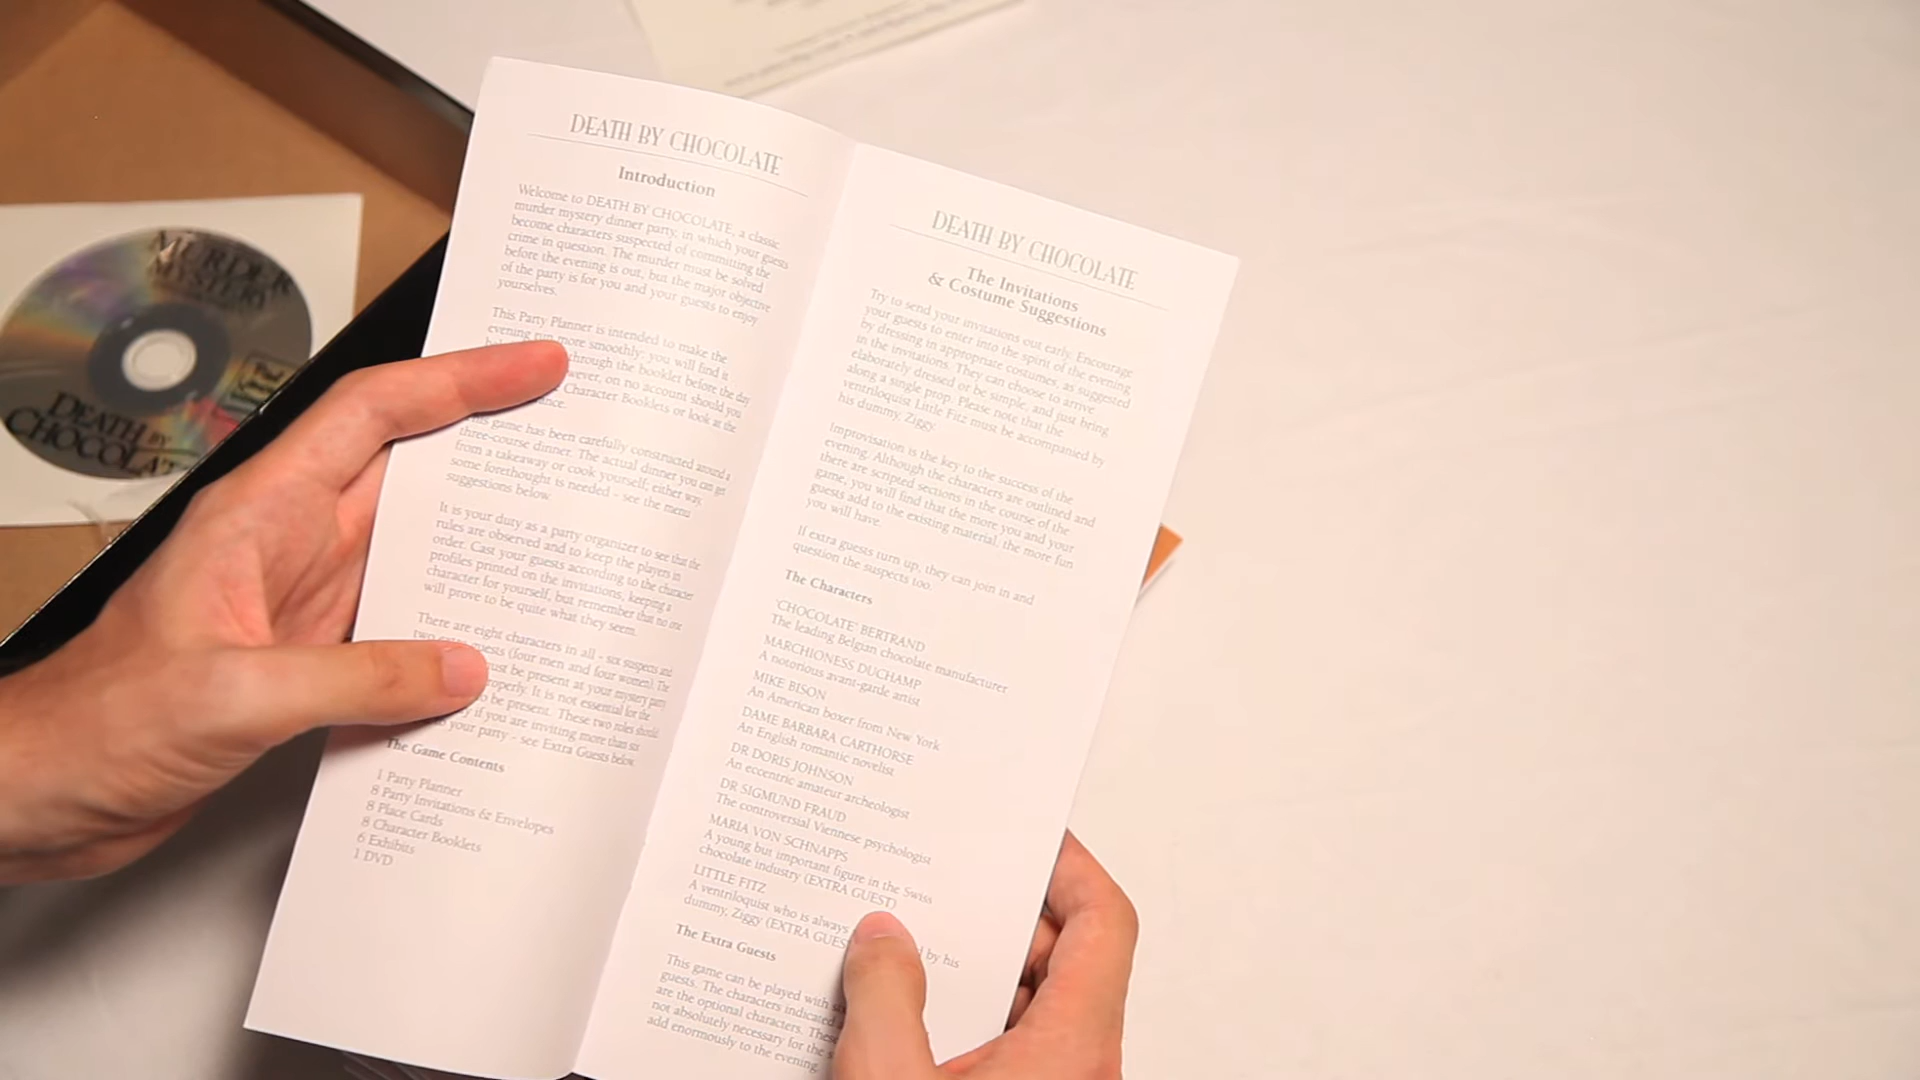 DEATH BY CHOCOLATE
Introduction
Welcome to DEATH BY CHOCOLATE, a classic
murder mystery dinner party, in which your guests
become characters suspected of committing the
crime in question. The murder must be solved
before the evening is out, but the major objective
of the party is for you and your guests to enjoy
yourselves.
This Party Planner is intended to make the
evening run more smoothly; you will find it
through the booklet before the day
on no account should you
Character Booklets or look at the
game has been carefully constructed around a
three-course dinner. The actual dinner you can get
from a takeaway or cook yourself; either way,
some forethought is needed - see the menu
suggestions below.
It is your duty as a party organizer to see that the
rules are observed and to keep the players in
order. Cast your guests according to the character
profiles printed on the invitations, keeping a
character for yourself, but remember that no one
will prove to be quite what they seem.
There are eight characters in all - six suspects and
two guests (four men and four women). The
must be present at your mystery party
It is not essential for the
to be present. These two roles should
if you are inviting more than six
your party - see Extra Guests below.
The Game Contents
1 Party Planner
8 Party Invitations & Envelopes
8 Place Cards
8 Character Booklets
6 Exhibits
1 DVD
DEATH BY CHOCOLATE
The Invitations
& Costume Suggestions
Try to send your invitations out early. Encourage
your guests to enter into the spirit of the evening
by dressing in appropriate costumes, as suggested
in the invitations. They can choose to arrive
elaborately dressed or be simple, and just bring
along a single prop. Please note that the
ventriloquist Little Fitz must be accompanied by
his dummy, Ziggy.
Improvisation is the key to the success of the
evening. Although the characters are outlined and
there are scripted sections in the course of the
game, you will find that the more you and your
guests add to the existing material, the more fun
you will have.
If extra guests turn up, they can join in and
question the suspects too.
The Characters
'CHOCOLATE' BERTRAND
The leading Belgian chocolate manufacturer
MARCHIONESS DUCHAMP
A notorious avant-garde artist
MIKE BISON
An American boxer from New York
DAME BARBARA CARTHORSE
An English romantic novelist
DR DORIS JOHNSON
An eccentric amateur archeologist
DR SIGMUND FRAUD
The controversial Viennese psychologist
MARIA VON SCHNAPPS
A young but important figure in the Swiss
chocolate industry (EXTRA GUEST)
LITTLE FITZ
A ventriloquist who is always by his
dummy, Ziggy (EXTRA
The Extra Guests
This game can be played with
guests. The characters indicated
are the optional characters. These
not absolutely necessary for the
add enormously to the evening.
MURDER
MYSTERY
DEATH BY
CHOCOLAT